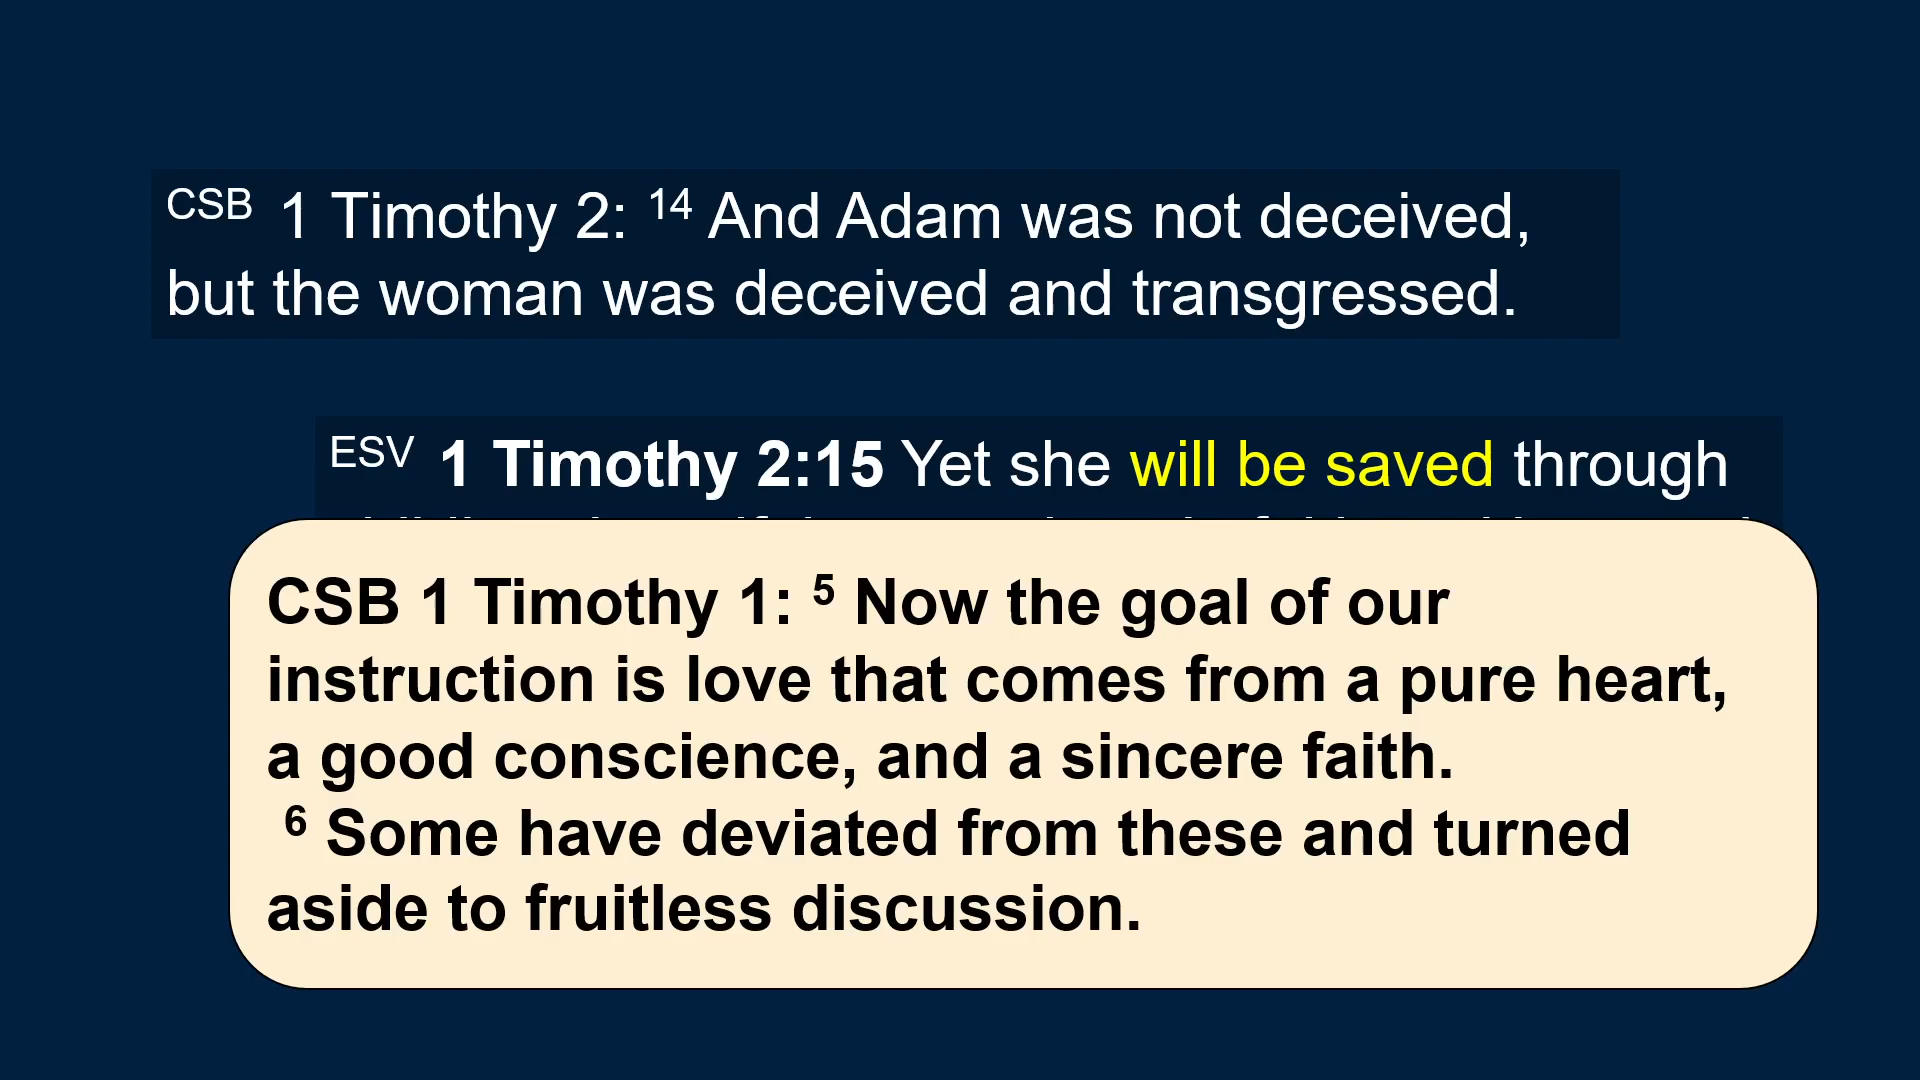 CSB 1 Timothy 2: 14 And Adam was not deceived,
but the woman was deceived and transgressed.
ESV 1 Timothy 2:15 Yet she will be saved through
CSB 1 Timothy 1: 5 Now the goal of our
instruction is love that comes from a pure heart,
a good conscience, and a sincere faith.
6 Some have deviated from these and turned
aside to fruitless discussion.